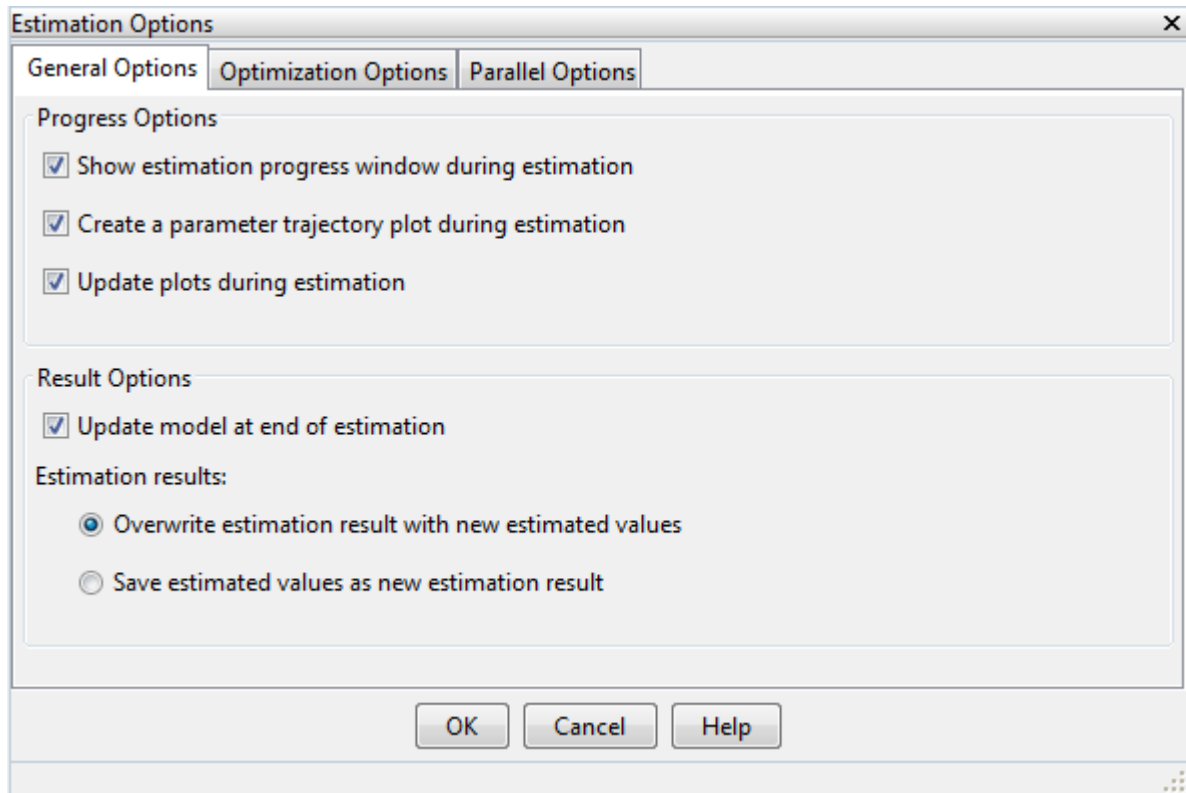 Estimation Options
General Options Optimization Options Parallel Options
Progress Options
Show estimation progress window during estimation
Create a parameter trajectory plot during estimation
Update plots during estimation
Result Options
Update model at end of estimation
Estimation results:
Overwrite estimation result with new estimated values
Save estimated values as new estimation result
OK Cancel Help